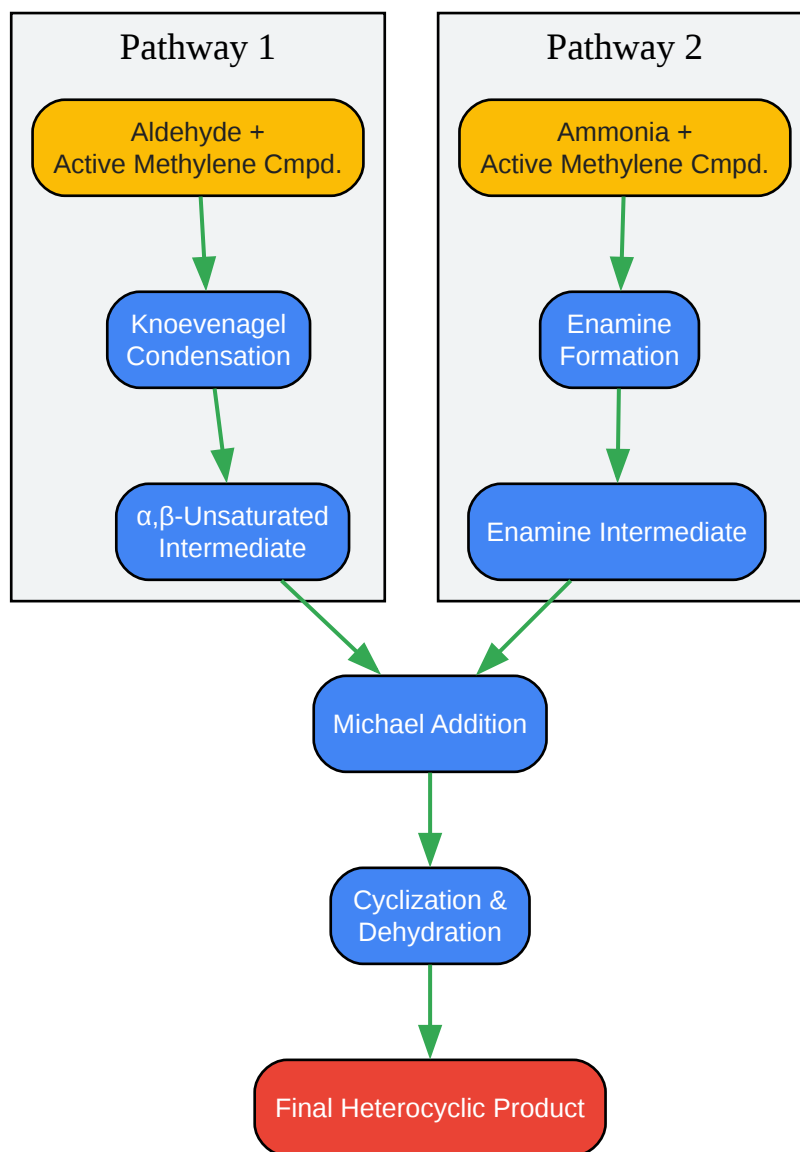 Pathway 1
Aldehyde +
Active Methylene Cmpd.
Knoevenagel
Condensation
α,β-Unsaturated
Intermediate
Pathway 2
Ammonia +
Active Methylene Cmpd.
Enamine
Formation
Enamine Intermediate
Michael Addition
Cyclization &
Dehydration
Final Heterocyclic Product